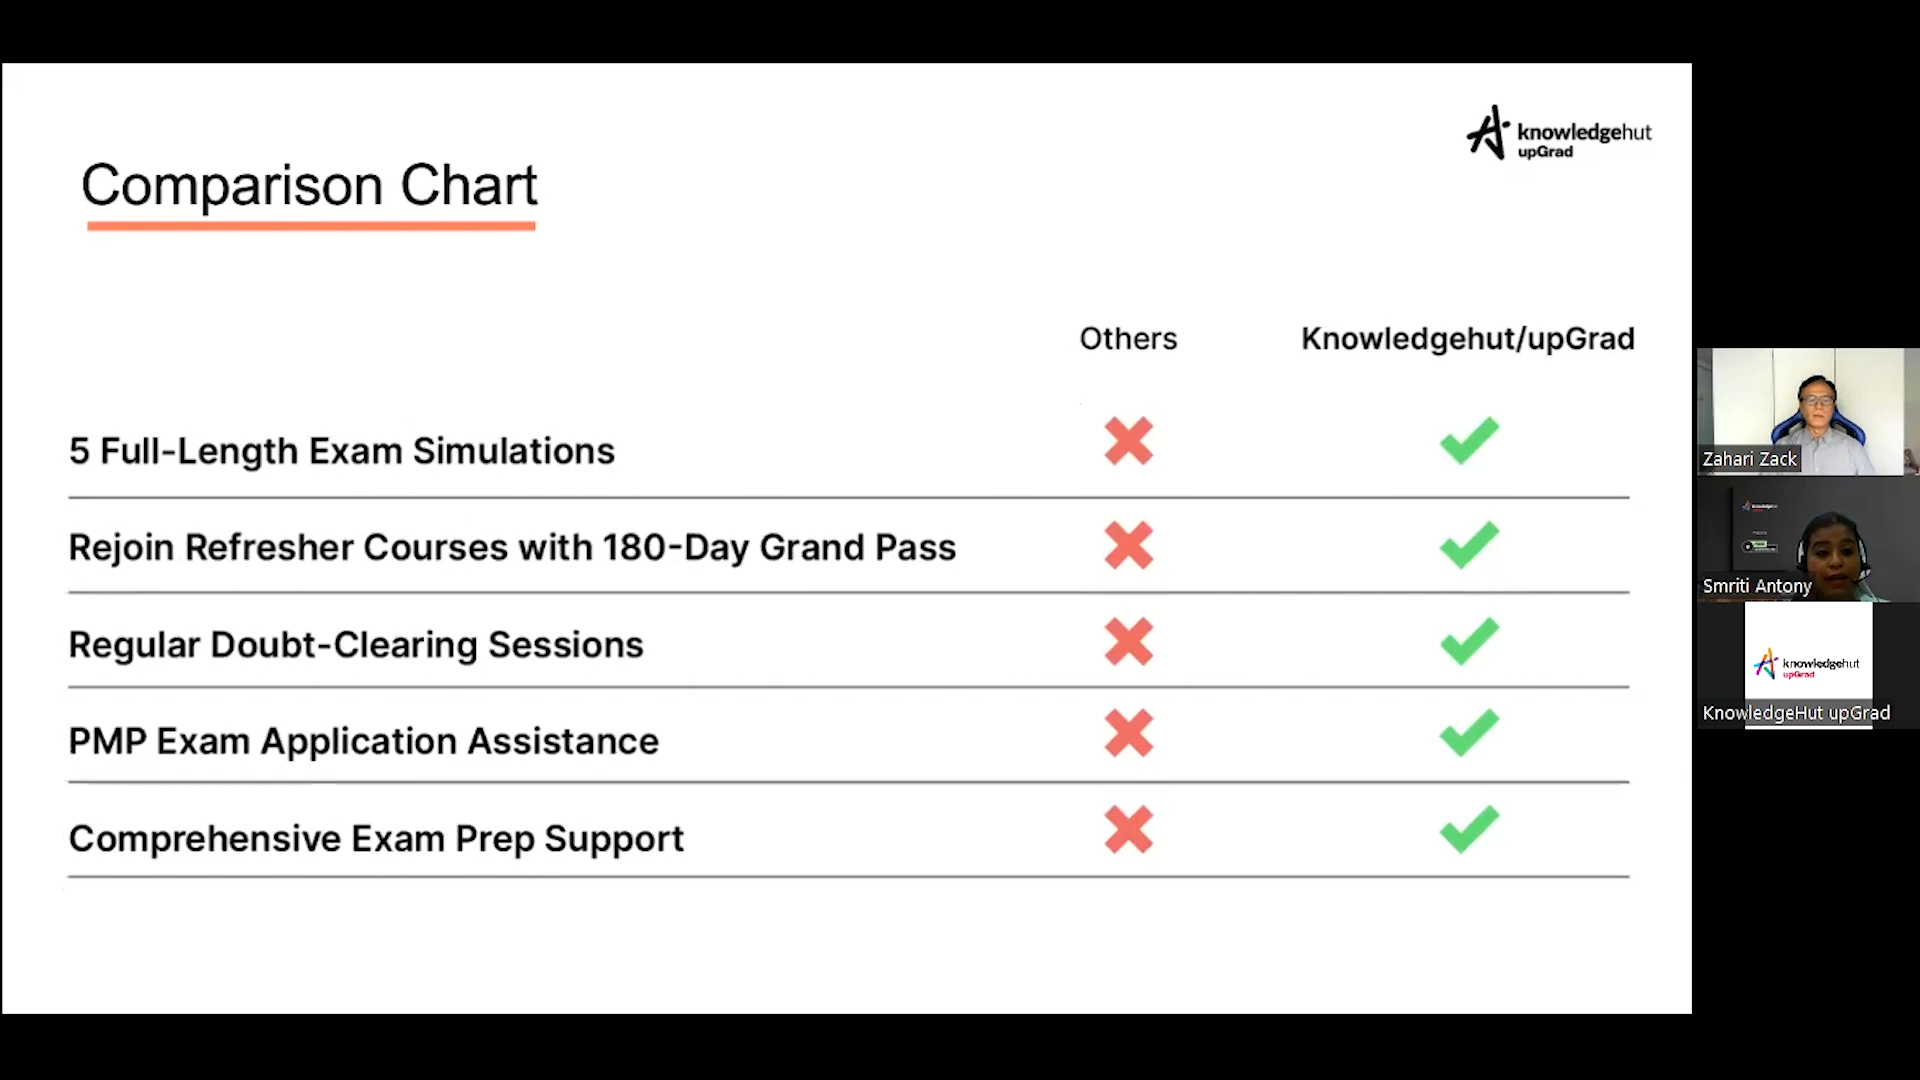 knowledgehut
upGrad
Comparison Chart
Others
Knowledgehut/upGrad
5 Full-Length Exam Simulations
Rejoin Refresher Courses with 180-Day Grand Pass
Regular Doubt-Clearing Sessions
PMP Exam Application Assistance
Comprehensive Exam Prep Support
Zahari Zack
Smriti Antony
knowledgehut
upGrad
KnowledgeHut upGrad